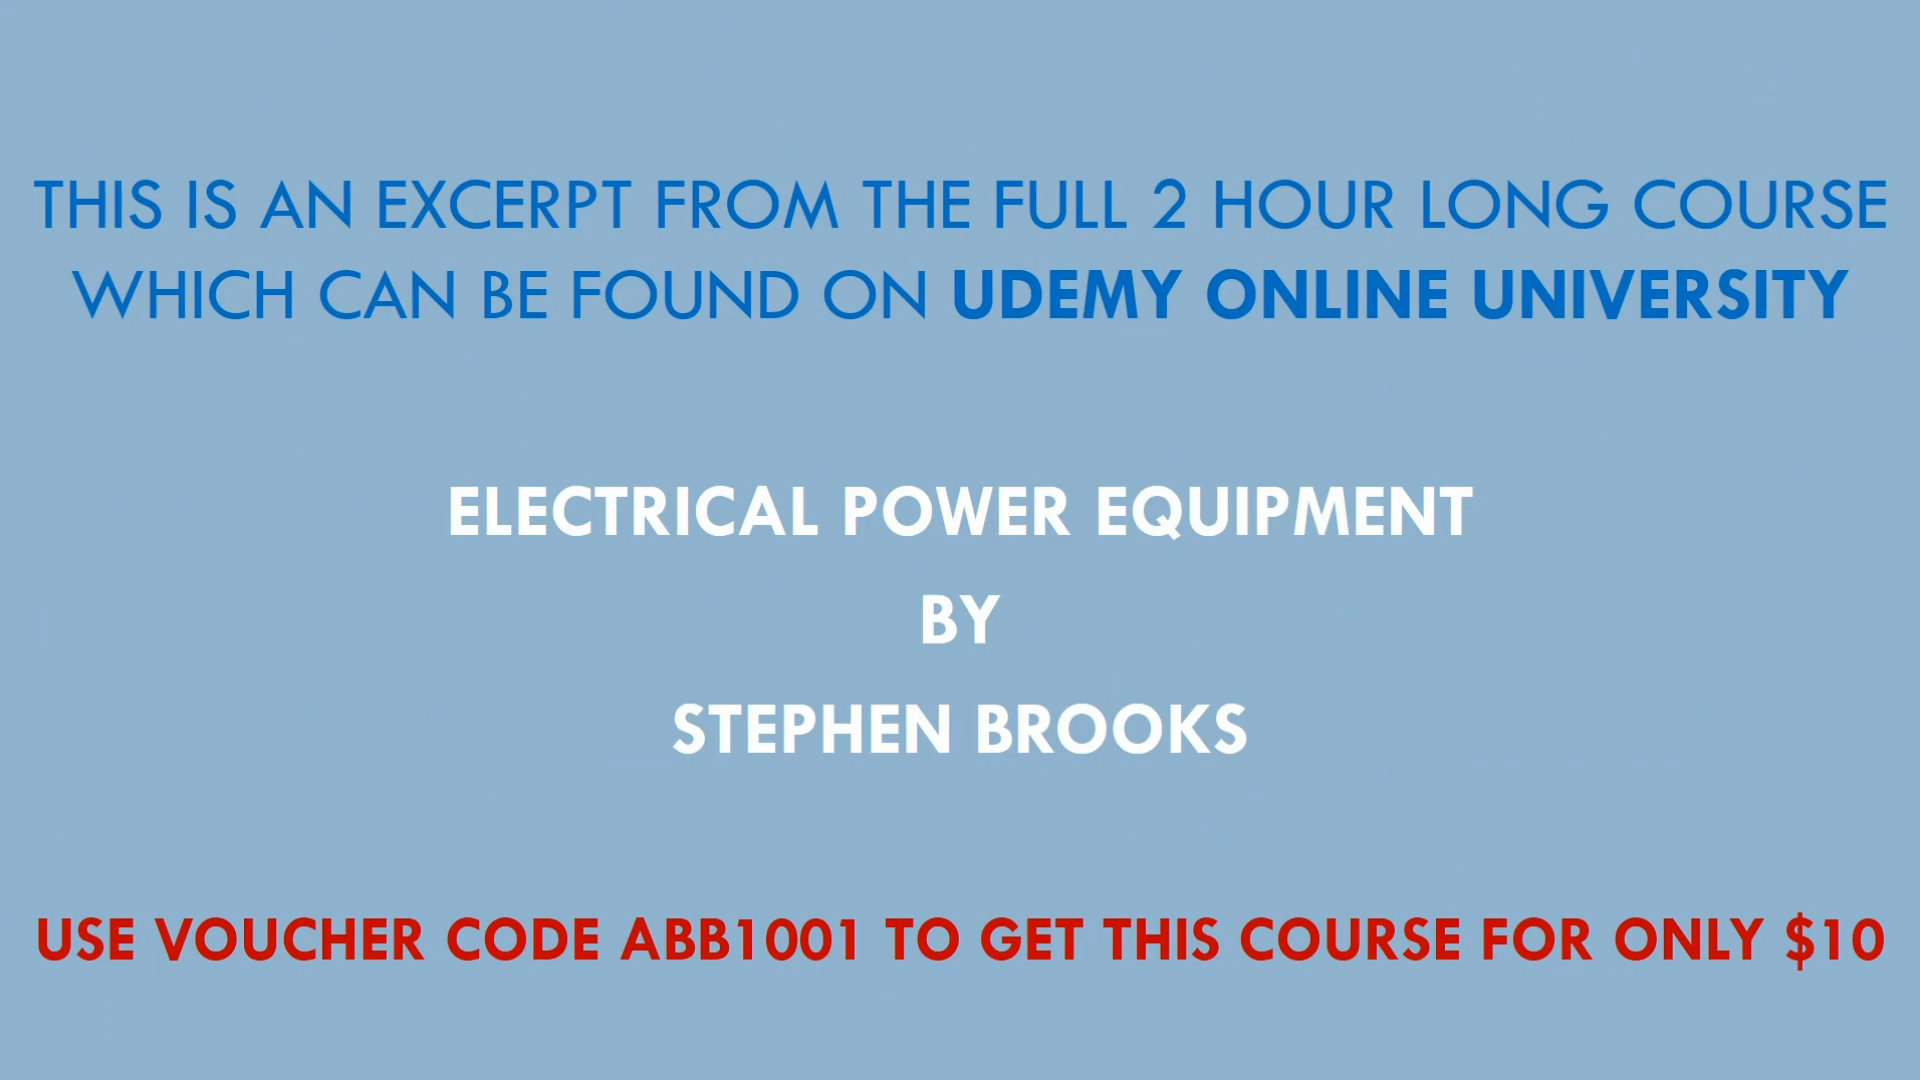 THIS IS AN EXCERPT FROM THE FULL 2 HOUR LONG COURSE
WHICH CAN BE FOUND ON UDEMY ONLINE UNIVERSITY
ELECTRICAL POWER EQUIPMENT
BY
STEPHEN BROOKS
USE VOUCHER CODE ABB1001 TO GET THIS COURSE FOR ONLY $10